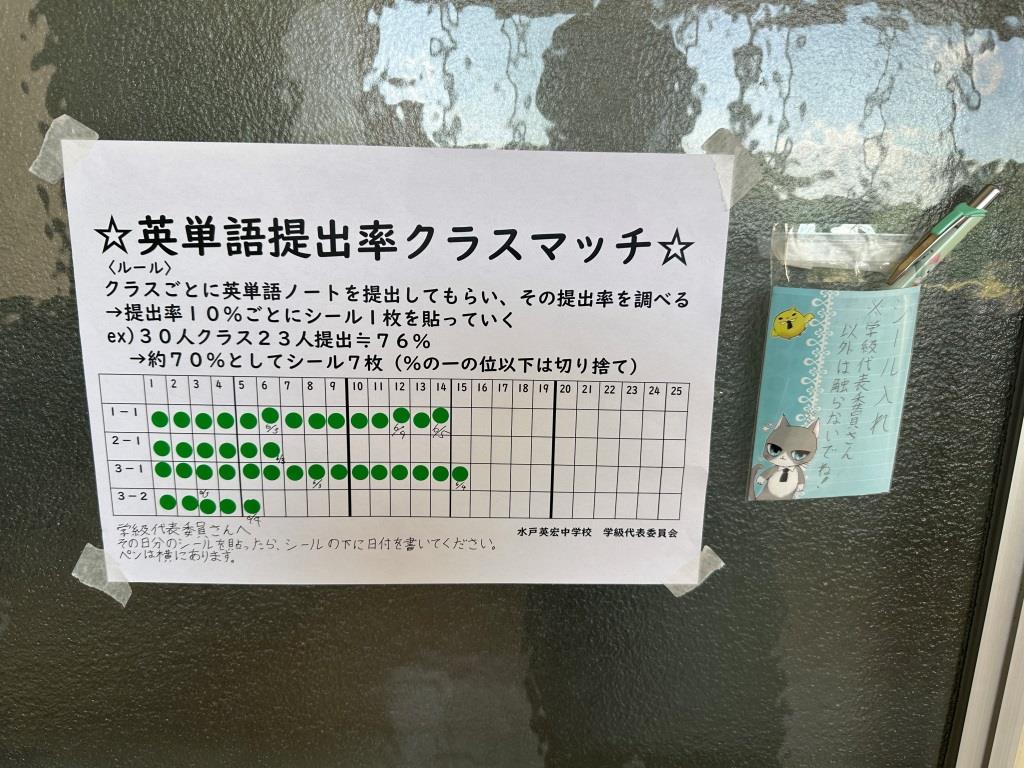 ☆英単語提出率クラスマッチ☆
〈ルール〉
クラスごとに英単語ノートを提出してもらい、その提出率を調べる
→提出率10%ごとにシール1枚を貼っていく
ex)30人クラス23人提出≒76%
→約70%としてシール7枚(%の一の位以下は切り捨て)
1 2 3 4 5 6 7 8 9 10 11 12 13 14 15 16 17 18 19 20 21 22 23 24 25
1-1
2-1
3-1
3-2
学級代表委員さんへ
その日分のシールを貼ったら、シールの下に日付を書いてください。
ペンは横にあります。
水戸英宏中学校 学級代表委員会
シール入れ
※学級代表委員さん
以外は触らないでね!